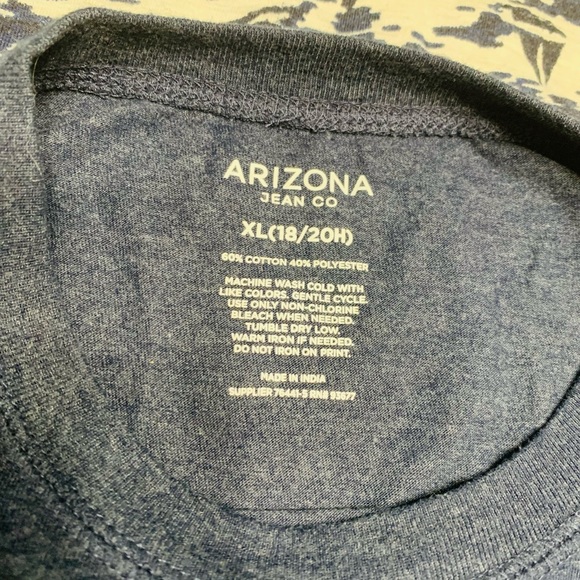 ARIZONA
JEAN CO
XL(18/20H)
60% COTTON 40% POLYESTER
MACHINE WASH COLD WITH
LIKE COLORS. GENTLE CYCLE.
USE ONLY NON-CHLORINE
BLEACH WHEN NEEDED.
TUMBLE DRY LOW.
WARM IRON IF NEEDED.
DO NOT IRON ON PRINT.
MADE IN INDIA
SUPPLIER 76441-5 RN# 93677